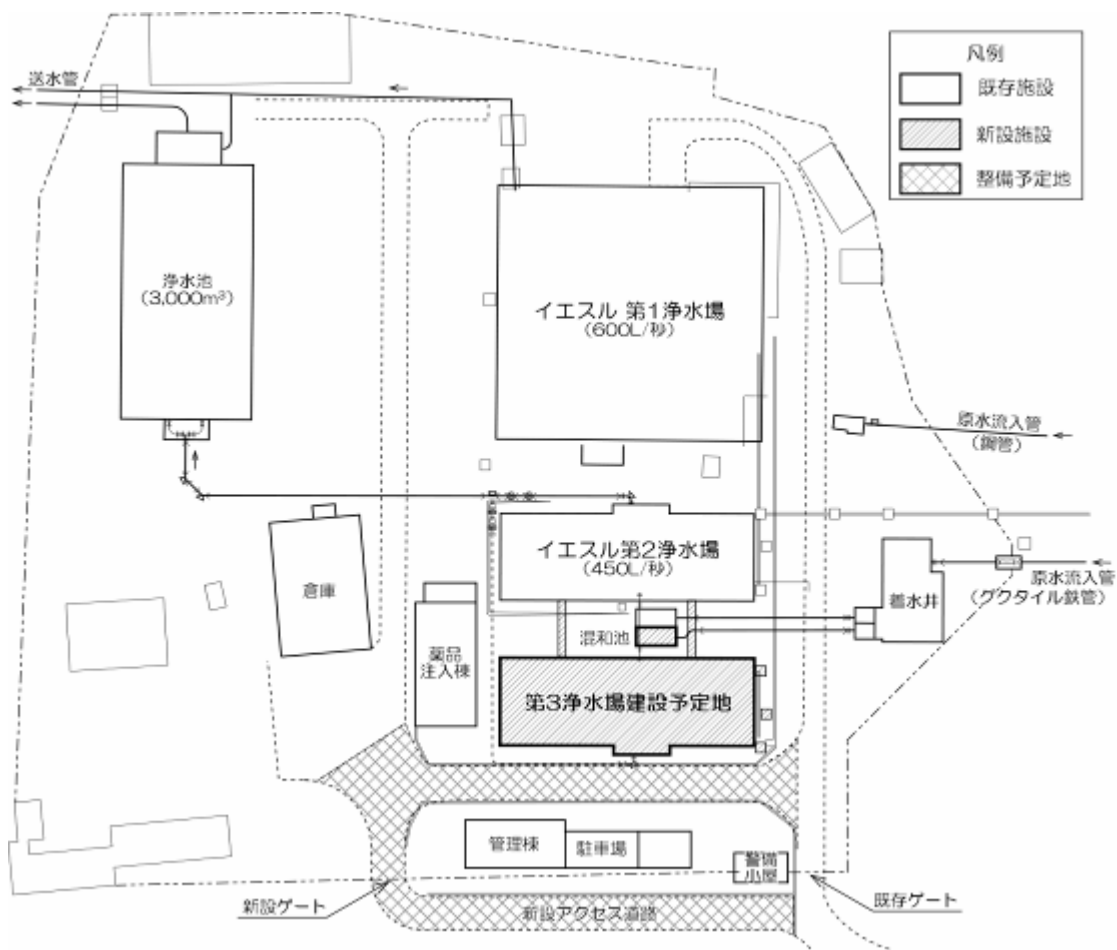 凡例
既存施設
新設施設
整備予定地
送水管
浄水池
(3,000m³)
イエスル 第1浄水場
(600L/秒)
原水流入管
(鋼管)
イエスル第2浄水場
(450L/秒)
着水井
原水流入管
(ダクタイル鉄管)
倉庫
混和池
薬品
注入棟
第3浄水場建設予定地
管理棟
駐車場
警備
小屋
新設ゲート
新設アクセス道路
既存ゲート